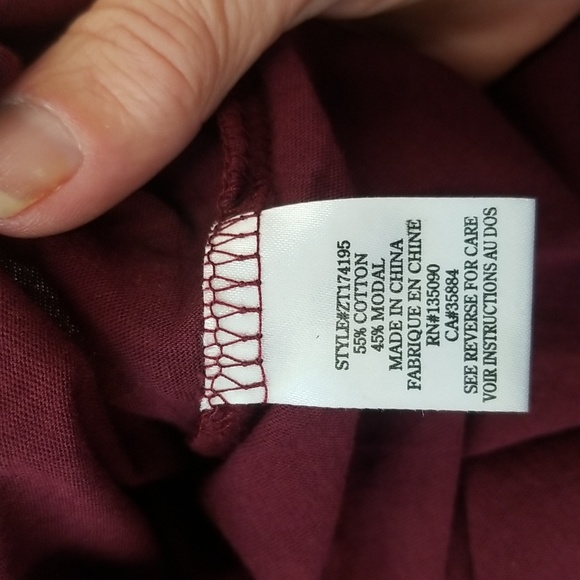 STYLE#ZT174195
55% COTTON
45% MODAL
MADE IN CHINA
FABRIQUE EN CHINE
RN#135090
CA#35884
SEE REVERSE FOR CARE
VOIR INSTRUCTIONS AU DOS